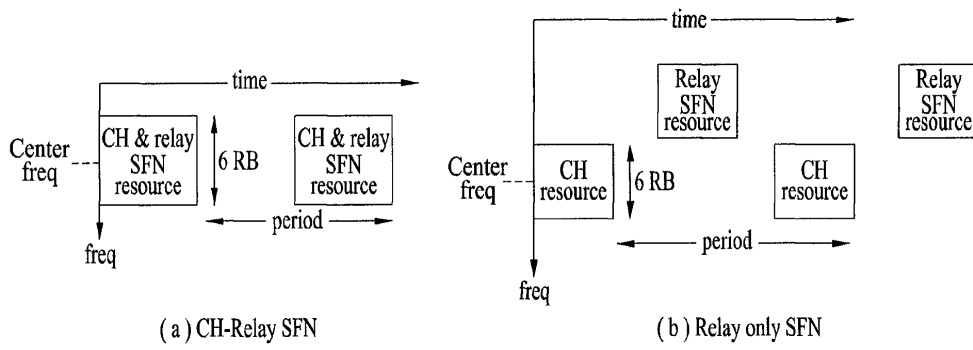 time
CH & relay
SFN
resource
CH & relay
SFN
resource
Center
freq
6 RB
period
freq
( a ) CH-Relay SFN
time
Relay
SFN
resource
Relay
SFN
resource
CH
resource
CH
resource
Center
freq
6 RB
period
freq
( b ) Relay only SFN